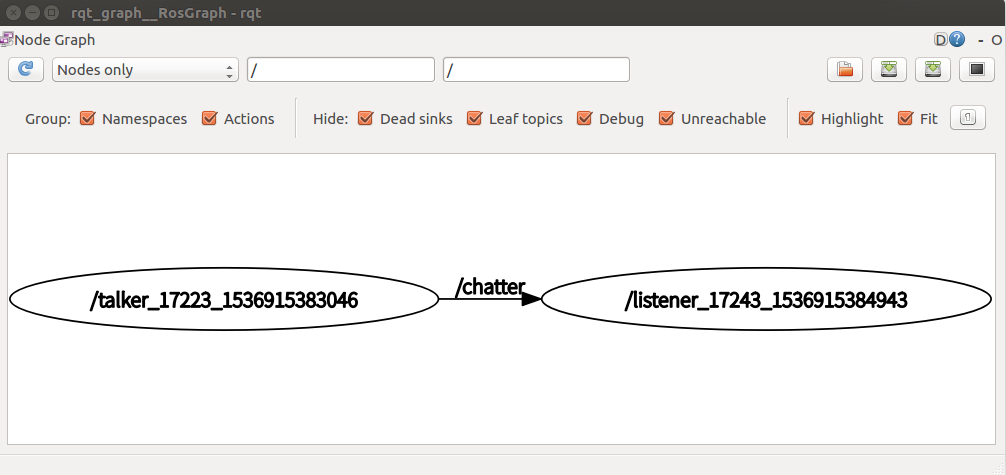 rqt_graph__RosGraph - rqt
Node Graph D ? - O
Nodes only / /
Group: Namespaces Actions Hide: Dead sinks Leaf topics Debug Unreachable Highlight Fit
/chatter
/talker_17223_1536915383046 /listener_17243_1536915384943